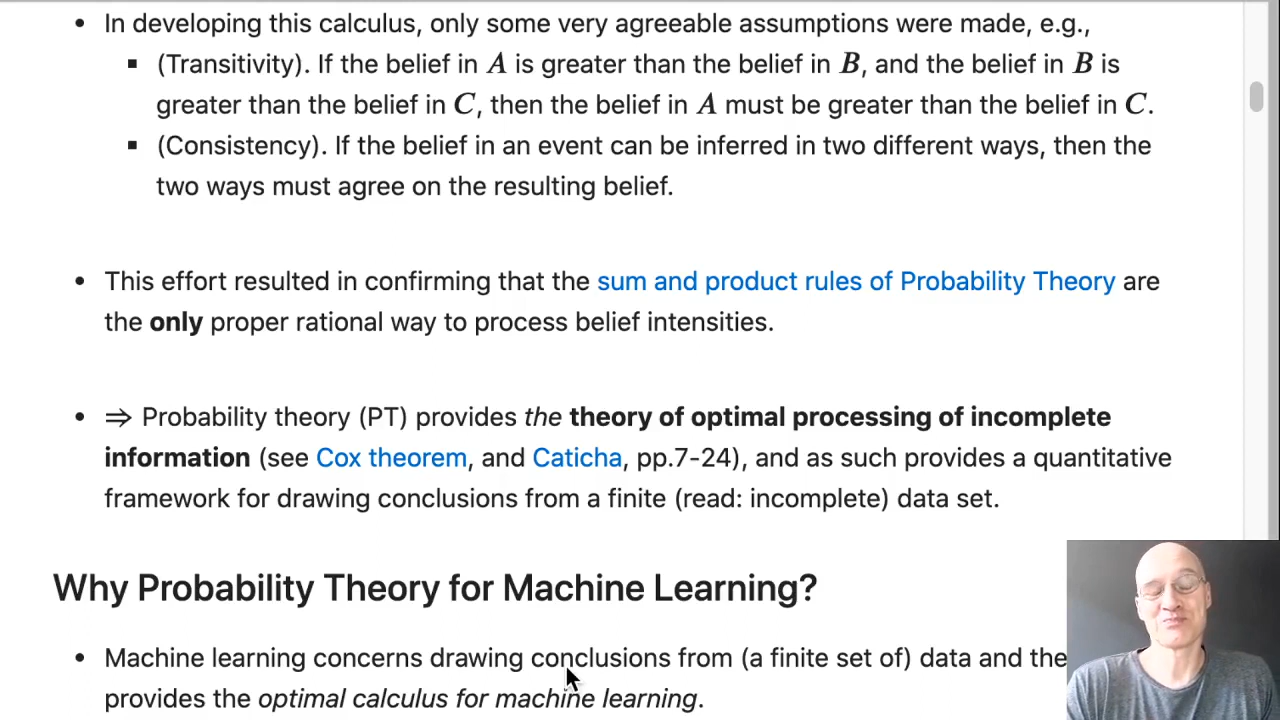 • In developing this calculus, only some very agreeable assumptions were made, e.g.,
▪ (Transitivity). If the belief in A is greater than the belief in B, and the belief in B is
greater than the belief in C, then the belief in A must be greater than the belief in C.
▪ (Consistency). If the belief in an event can be inferred in two different ways, then the
two ways must agree on the resulting belief.
• This effort resulted in confirming that the sum and product rules of Probability Theory are
the only proper rational way to process belief intensities.
• ⇒ Probability theory (PT) provides the theory of optimal processing of incomplete
information (see Cox theorem, and Caticha, pp.7-24), and as such provides a quantitative
framework for drawing conclusions from a finite (read: incomplete) data set.
Why Probability Theory for Machine Learning?
• Machine learning concerns drawing conclusions from (a finite set of) data and the
provides the optimal calculus for machine learning.